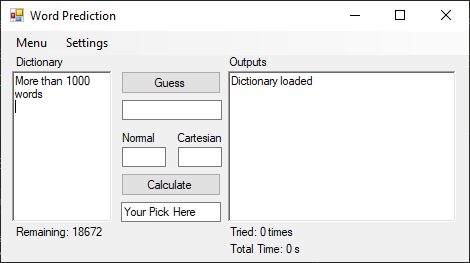 Word Prediction
Menu Settings
Dictionary
Outputs
More than 1000
words
Guess
Dictionary loaded
Normal Cartesian
Calculate
Your Pick Here
Remaining: 18672
Tried: 0 times
Total Time: 0 s